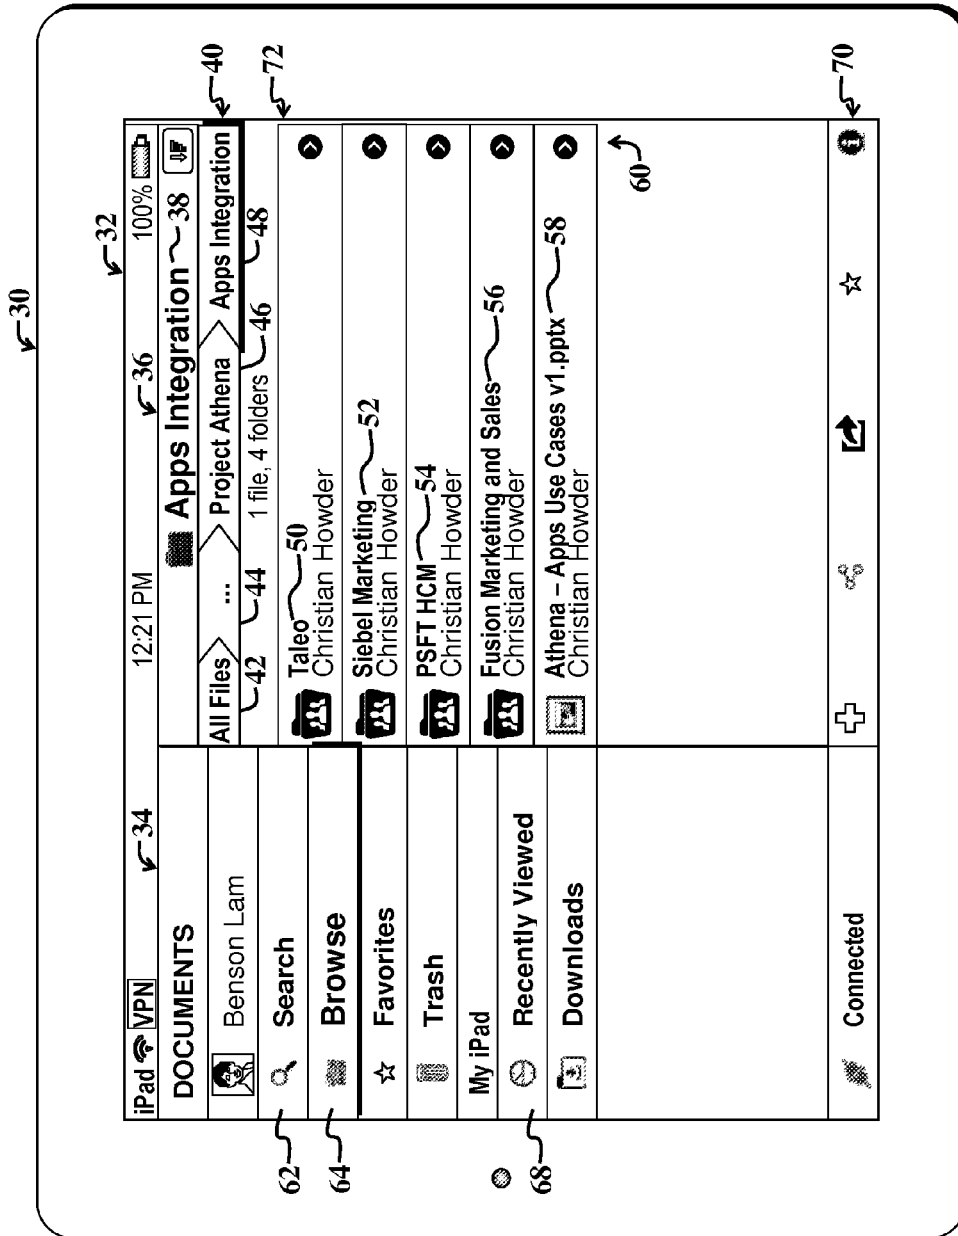 30
32
iPad VPN
12:21 PM
100%
34
36
DOCUMENTS
Apps Integration 38
Benson Lam
All Files
...
Project Athena
Apps Integration
40
42
44
46
48
1 file, 4 folders
72
62
Search
Taleo 50
Christian Howder
64
Browse
Siebel Marketing 52
Christian Howder
Favorites
PSFT HCM 54
Christian Howder
Trash
Fusion Marketing and Sales 56
Christian Howder
My iPad
68
Recently Viewed
Athena – Apps Use Cases v1.pptx 58
Christian Howder
Downloads
60
Connected
70